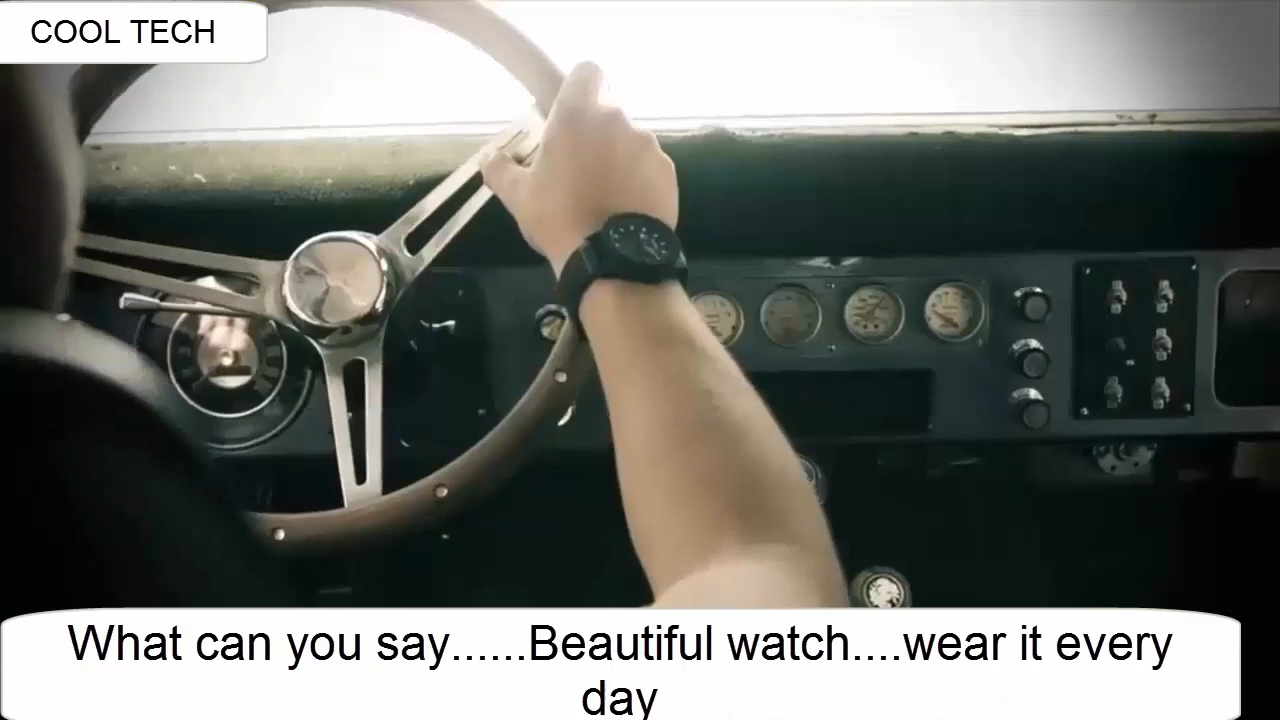 COOL TECH
What can you say......Beautiful watch....wear it every
day